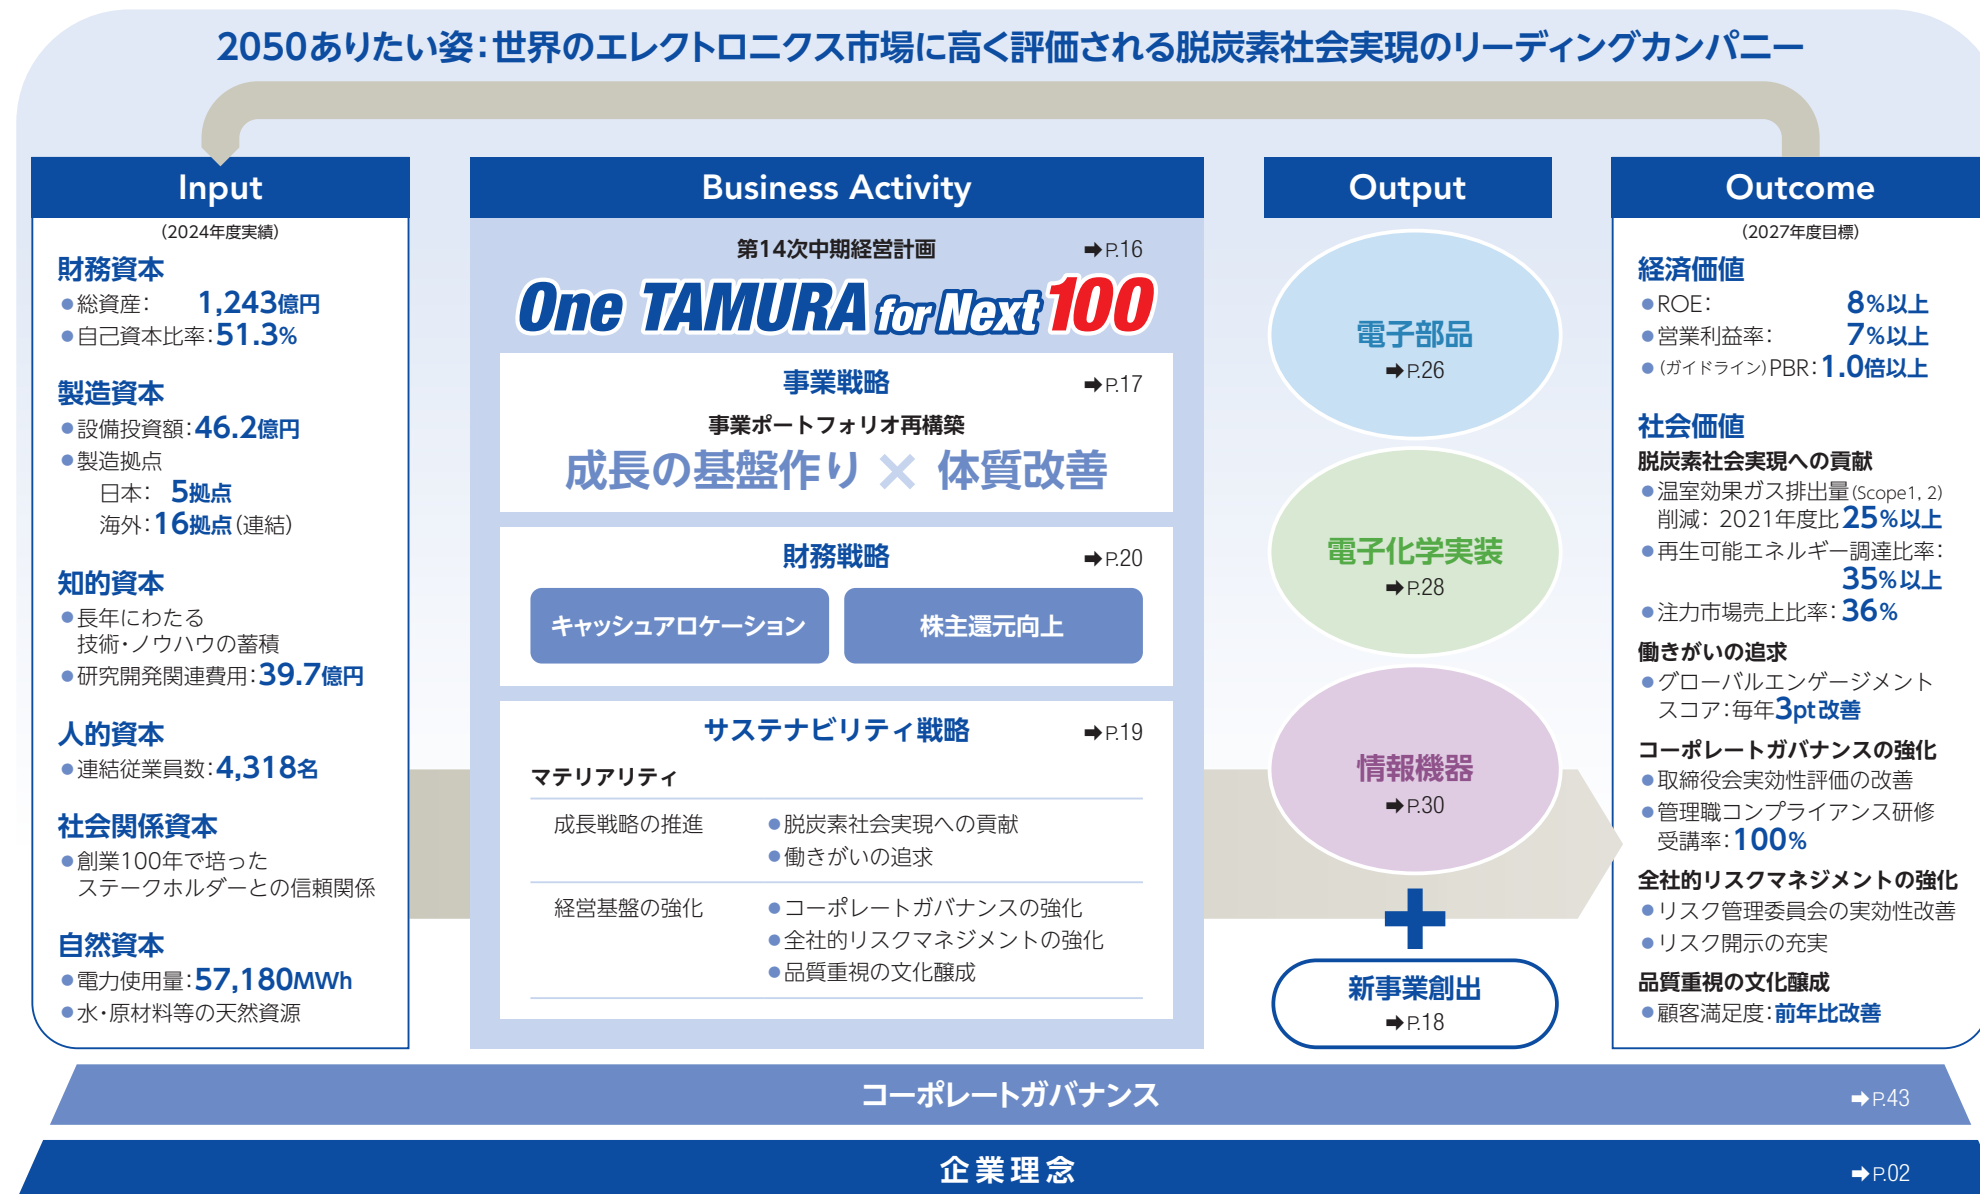 2050ありたい姿：世界のエレクトロニクス市場に高く評価される脱炭素社会実現のリーディングカンパニー
Input
（2024年度実績）
財務資本
●総資産： 1,243億円
●自己資本比率：51.3%
製造資本
●設備投資額：46.2億円
●製造拠点
日本： 5拠点
海外：16拠点（連結）
知的資本
●長年にわたる
技術・ノウハウの蓄積
●研究開発関連費用：39.7億円
人的資本
●連結従業員数：4,318名
社会関係資本
●創業100年で培った
ステークホルダーとの信頼関係
自然資本
●電力使用量：57,180MWh
●水・原材料等の天然資源
Business Activity
第14次中期経営計画 ➡P.16
One TAMURA for Next 100
事業戦略 ➡P.17
事業ポートフォリオ再構築
成長の基盤作り × 体質改善
財務戦略 ➡P.20
キャッシュアロケーション 株主還元向上
サステナビリティ戦略 ➡P.19
マテリアリティ
成長戦略の推進 ●脱炭素社会実現への貢献
●働きがいの追求
経営基盤の強化 ●コーポレートガバナンスの強化
●全社的リスクマネジメントの強化
●品質重視の文化醸成
Output
電子部品
➡P.26
電子化学実装
➡P.28
情報機器
➡P.30
+
新事業創出
➡P.18
Outcome
（2027年度目標）
経済価値
●ROE： 8%以上
●営業利益率： 7%以上
●（ガイドライン）PBR：1.0倍以上
社会価値
脱炭素社会実現への貢献
●温室効果ガス排出量（Scope1, 2）
削減： 2021年度比25%以上
●再生可能エネルギー調達比率：
35%以上
●注力市場売上比率：36%
働きがいの追求
●グローバルエンゲージメント
スコア：毎年3pt改善
コーポレートガバナンスの強化
●取締役会実効性評価の改善
●管理職コンプライアンス研修
受講率：100%
全社的リスクマネジメントの強化
●リスク管理委員会の実効性改善
●リスク開示の充実
品質重視の文化醸成
●顧客満足度：前年比改善
コーポレートガバナンス ➡P.43
企業理念 ➡P.02